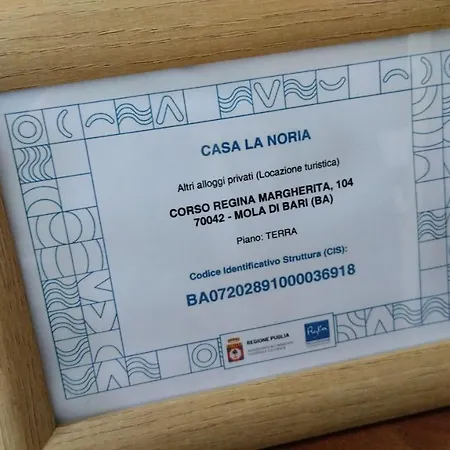 CASA LA NORIA
Altri alloggi privati (Locazione turistica)
CORSO REGINA MARGHERITA, 104
70042 - MOLA DI BARI (BA)
Piano: TERRA
Codice Identificativo Struttura (CIS):
BA07202891000036918
REGIONE PUGLIA
Puglia